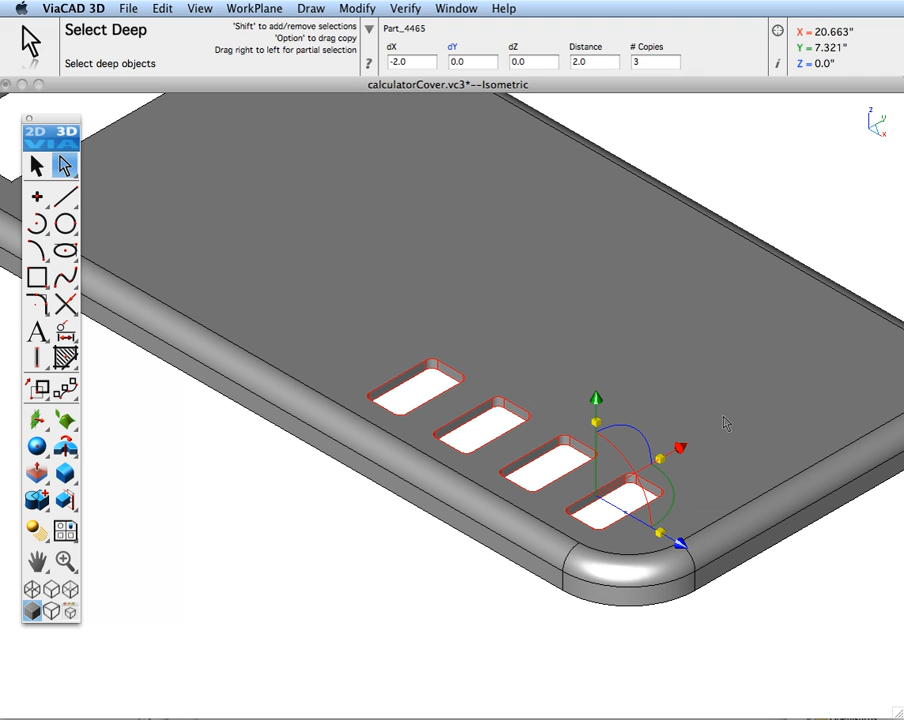 ViaCAD 3D File Edit View WorkPlane Draw Modify Verify Window Help
Select Deep
'Shift' to add/remove selections
'Option' to drag copy
Drag right to left for partial selection
Select deep objects
Part_4465
dX dY dZ Distance # Copies
-2.0 0.0 0.0 2.0 3
?
i
X = 20.663"
Y = 7.321"
Z = 0.0"
calculatorCover.vc3*--Isometric
2D 3D
VIA
A
z
y
x